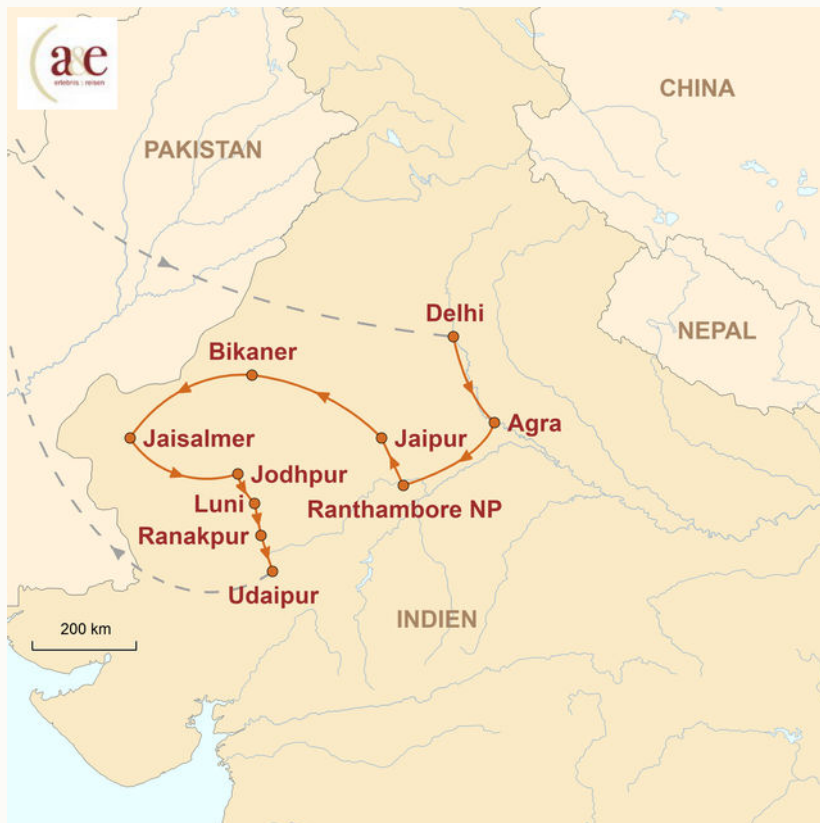 a&e
erlebnis : reisen
CHINA
PAKISTAN
Delhi
NEPAL
Bikaner
Agra
Jaisalmer
Jaipur
Jodhpur
Luni
Ranthambore NP
Ranakpur
Udaipur
INDIEN
200 km